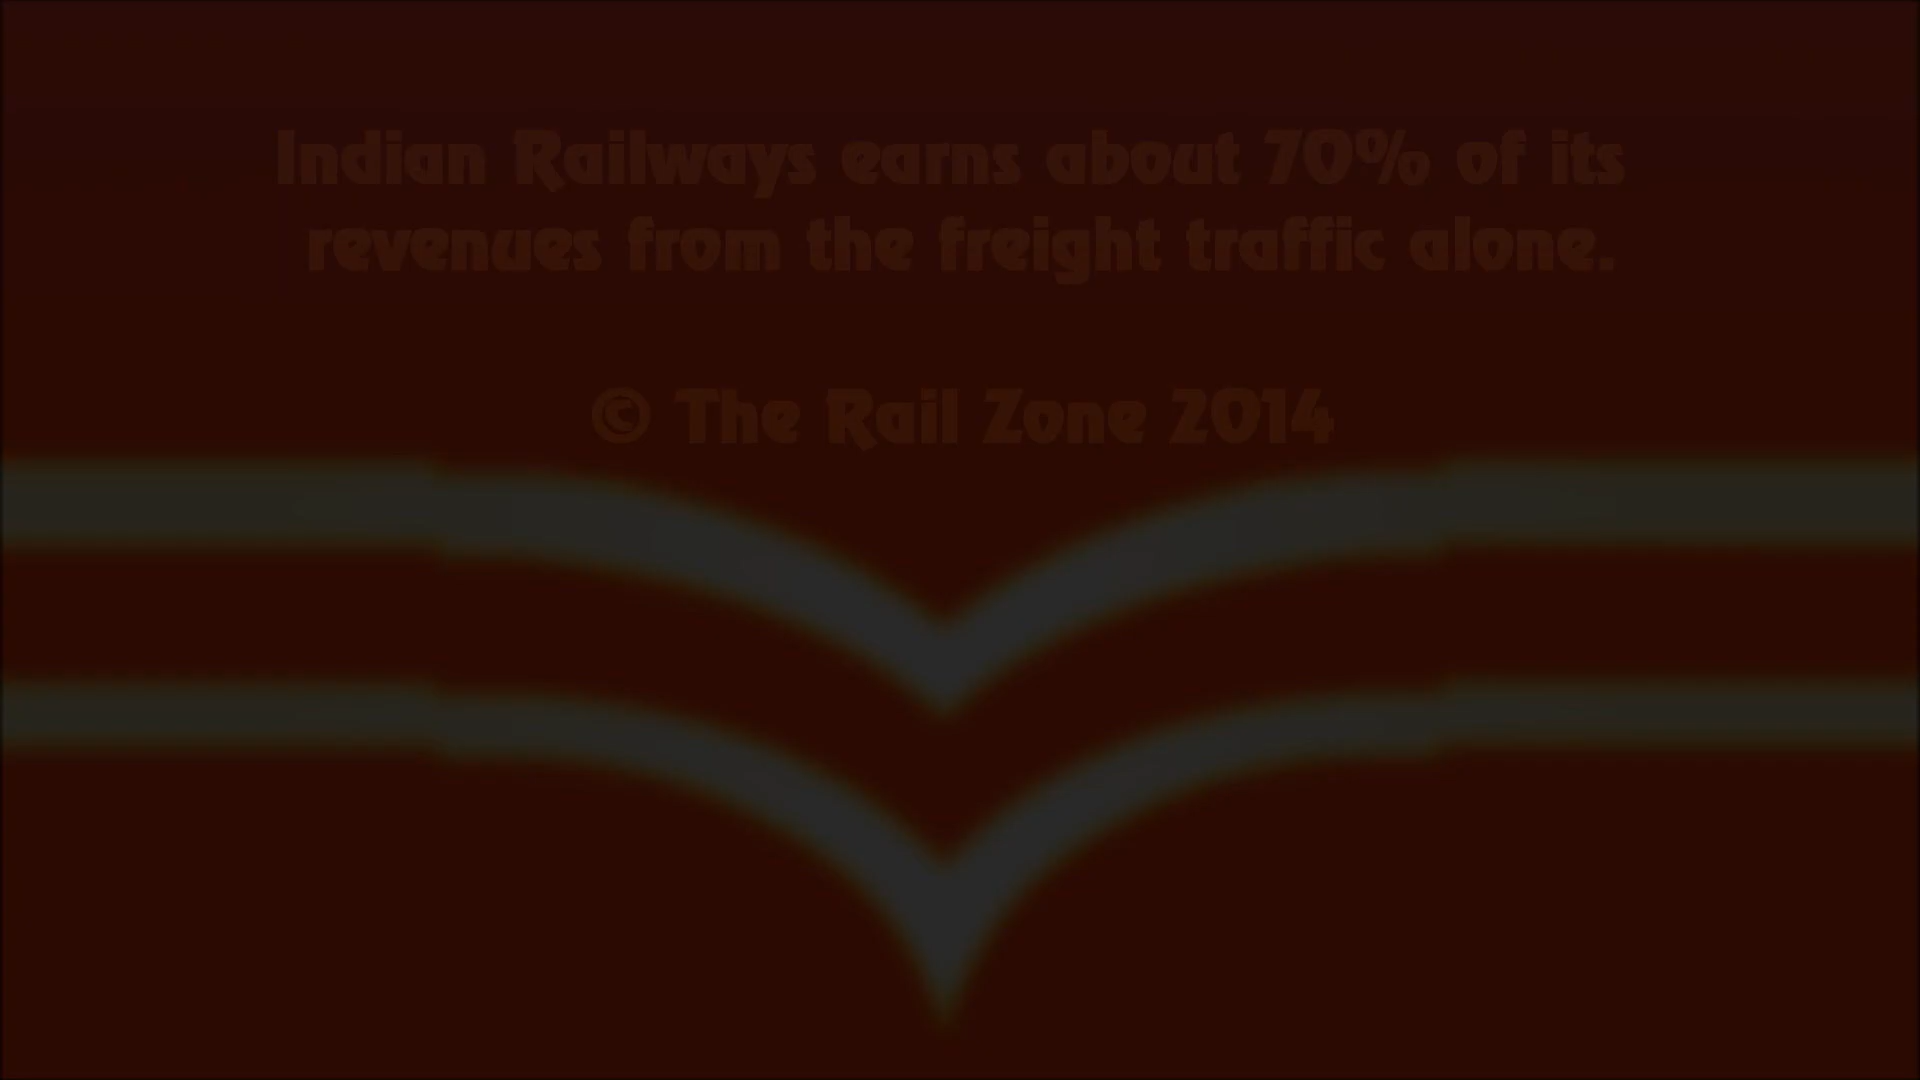 Indian Railways earns about 70% of its
revenues from the freight traffic alone.
© The Rail Zone 2014